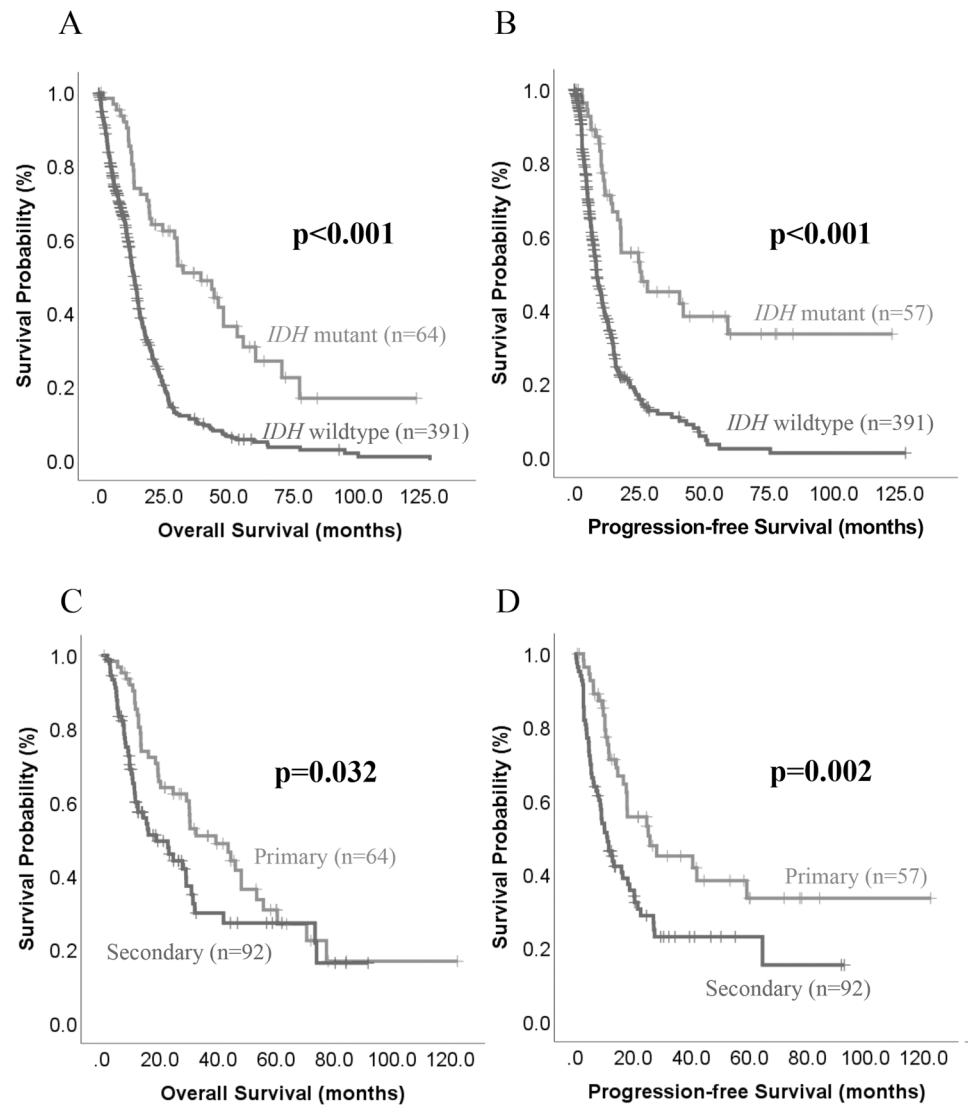 A
Survival Probability (%)
1.0
0.8
0.6
0.4
0.2
0.0
p<0.001
IDH mutant (n=64)
IDH wildtype (n=391)
.0 25.0 50.0 75.0 100.0 125.0
Overall Survival (months)
B
Survival Probability (%)
1.0
0.8
0.6
0.4
0.2
0.0
p<0.001
IDH mutant (n=57)
IDH wildtype (n=391)
.0 25.0 50.0 75.0 100.0 125.0
Progression-free Survival (months)
C
Survival Probability (%)
1.0
0.8
0.6
0.4
0.2
0.0
p=0.032
Primary (n=64)
Secondary (n=92)
.0 20.0 40.0 60.0 80.0 100.0 120.0
Overall Survival (months)
D
Survival Probability (%)
1.0
0.8
0.6
0.4
0.2
0.0
p=0.002
Primary (n=57)
Secondary (n=92)
.0 20.0 40.0 60.0 80.0 100.0 120.0
Progression-free Survival (months)